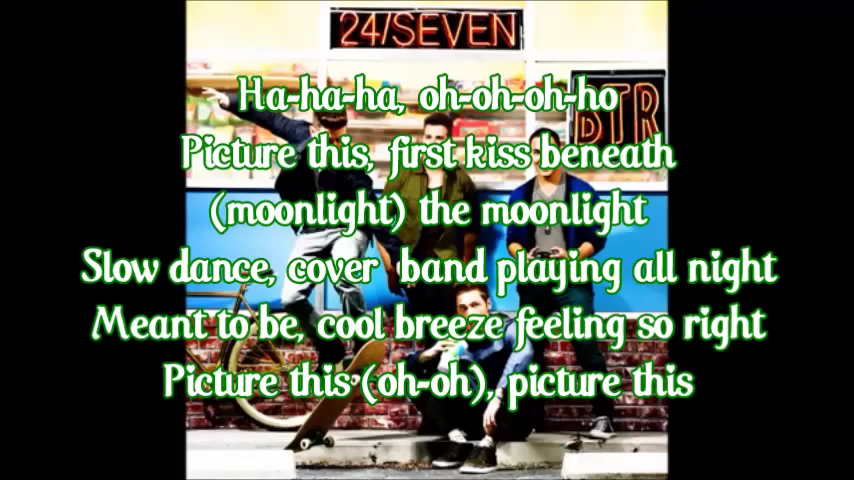 24/SEVEN
BTR
Ha-ha-ha, oh-oh-oh-ho
Picture this, first kiss beneath
(moonlight) the moonlight
Slow dance, cover band playing all night
Meant to be, cool breeze feeling so right
Picture this (oh-oh), picture this